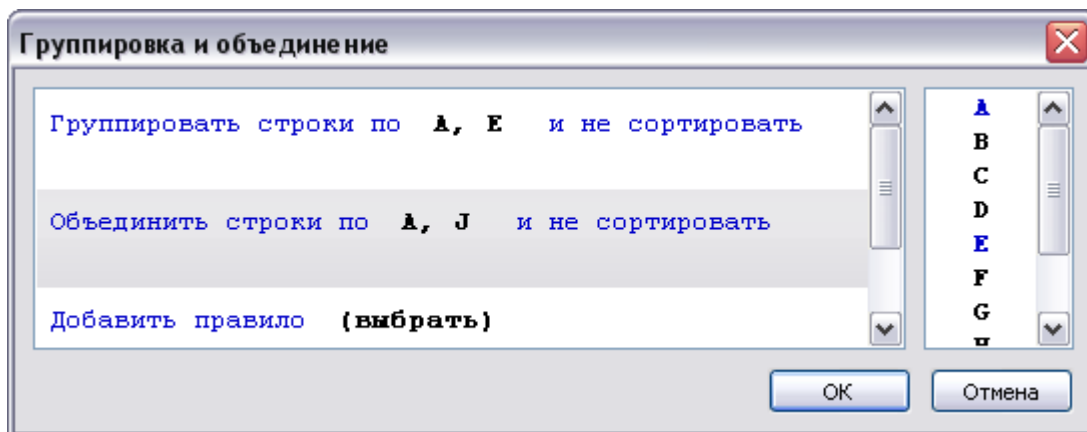 Группировка и объединение
Группировать строки по A, E и не сортировать
Объединить строки по A, J и не сортировать
Добавить правило (выбрать)
A
B
C
D
E
F
G
OK
Отмена